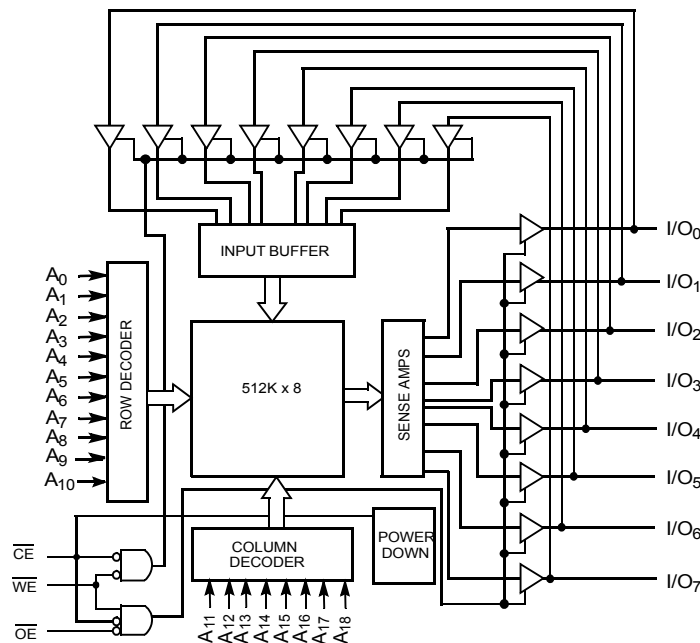 INPUT BUFFER
I/O0
I/O1
I/O2
I/O3
I/O4
I/O5
I/O6
I/O7
A0
A1
A2
A3
A4
A5
A6
A7
A8
A9
A10
ROW DECODER
512K x 8
SENSE AMPS
POWER
DOWN
COLUMN
DECODER
CE
WE
OE
A11
A12
A13
A14
A15
A16
A17
A18